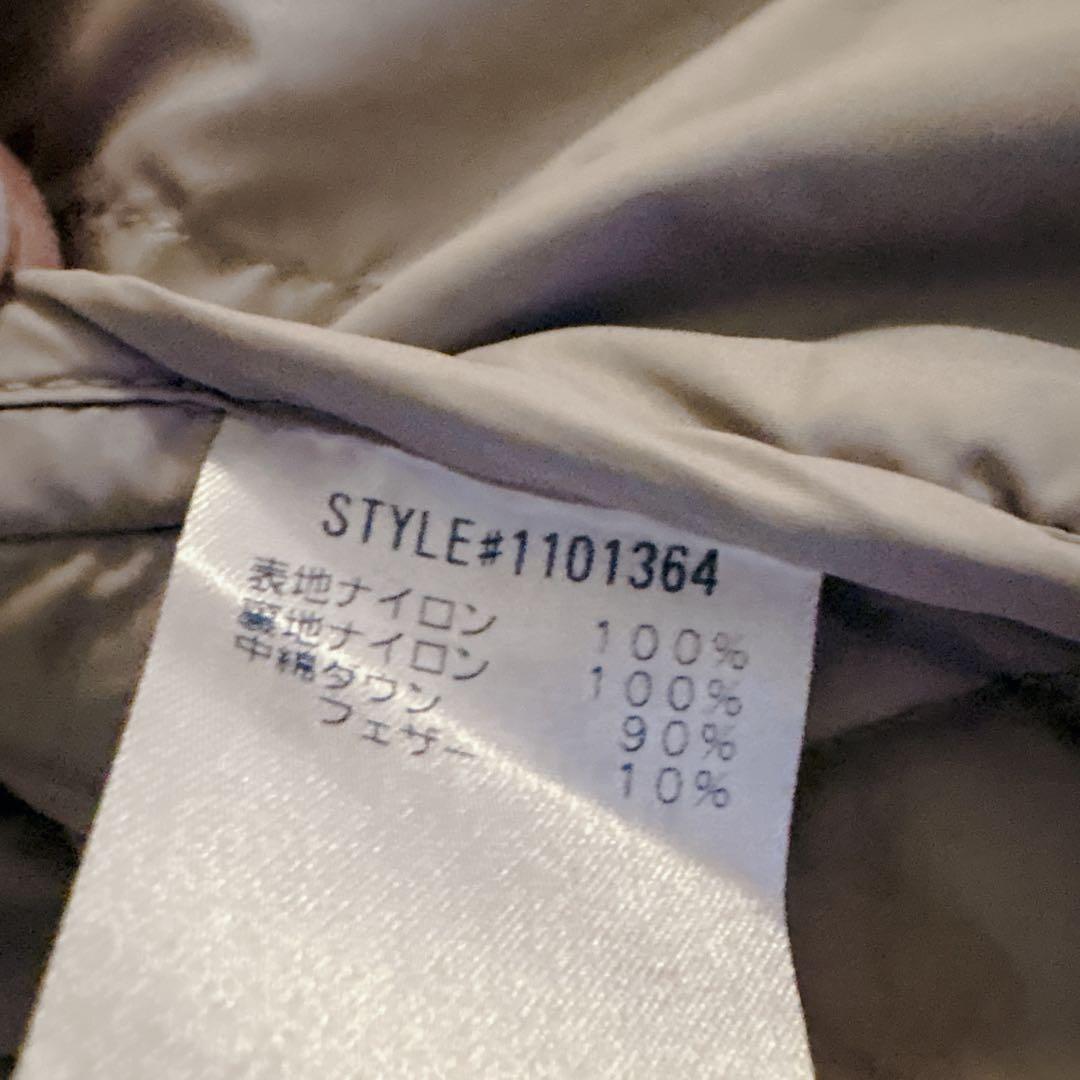 STYLE#1101364
表地ナイロン 100%
裏地ナイロン 100%
中綿ダウン 90%
フェザー 10%